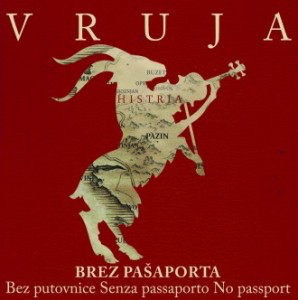 VRUJA
BUZET
HISTRIA
PAZIN
BREZ PAŠAPORTA
Bez putovnice Senza passaporto No passport